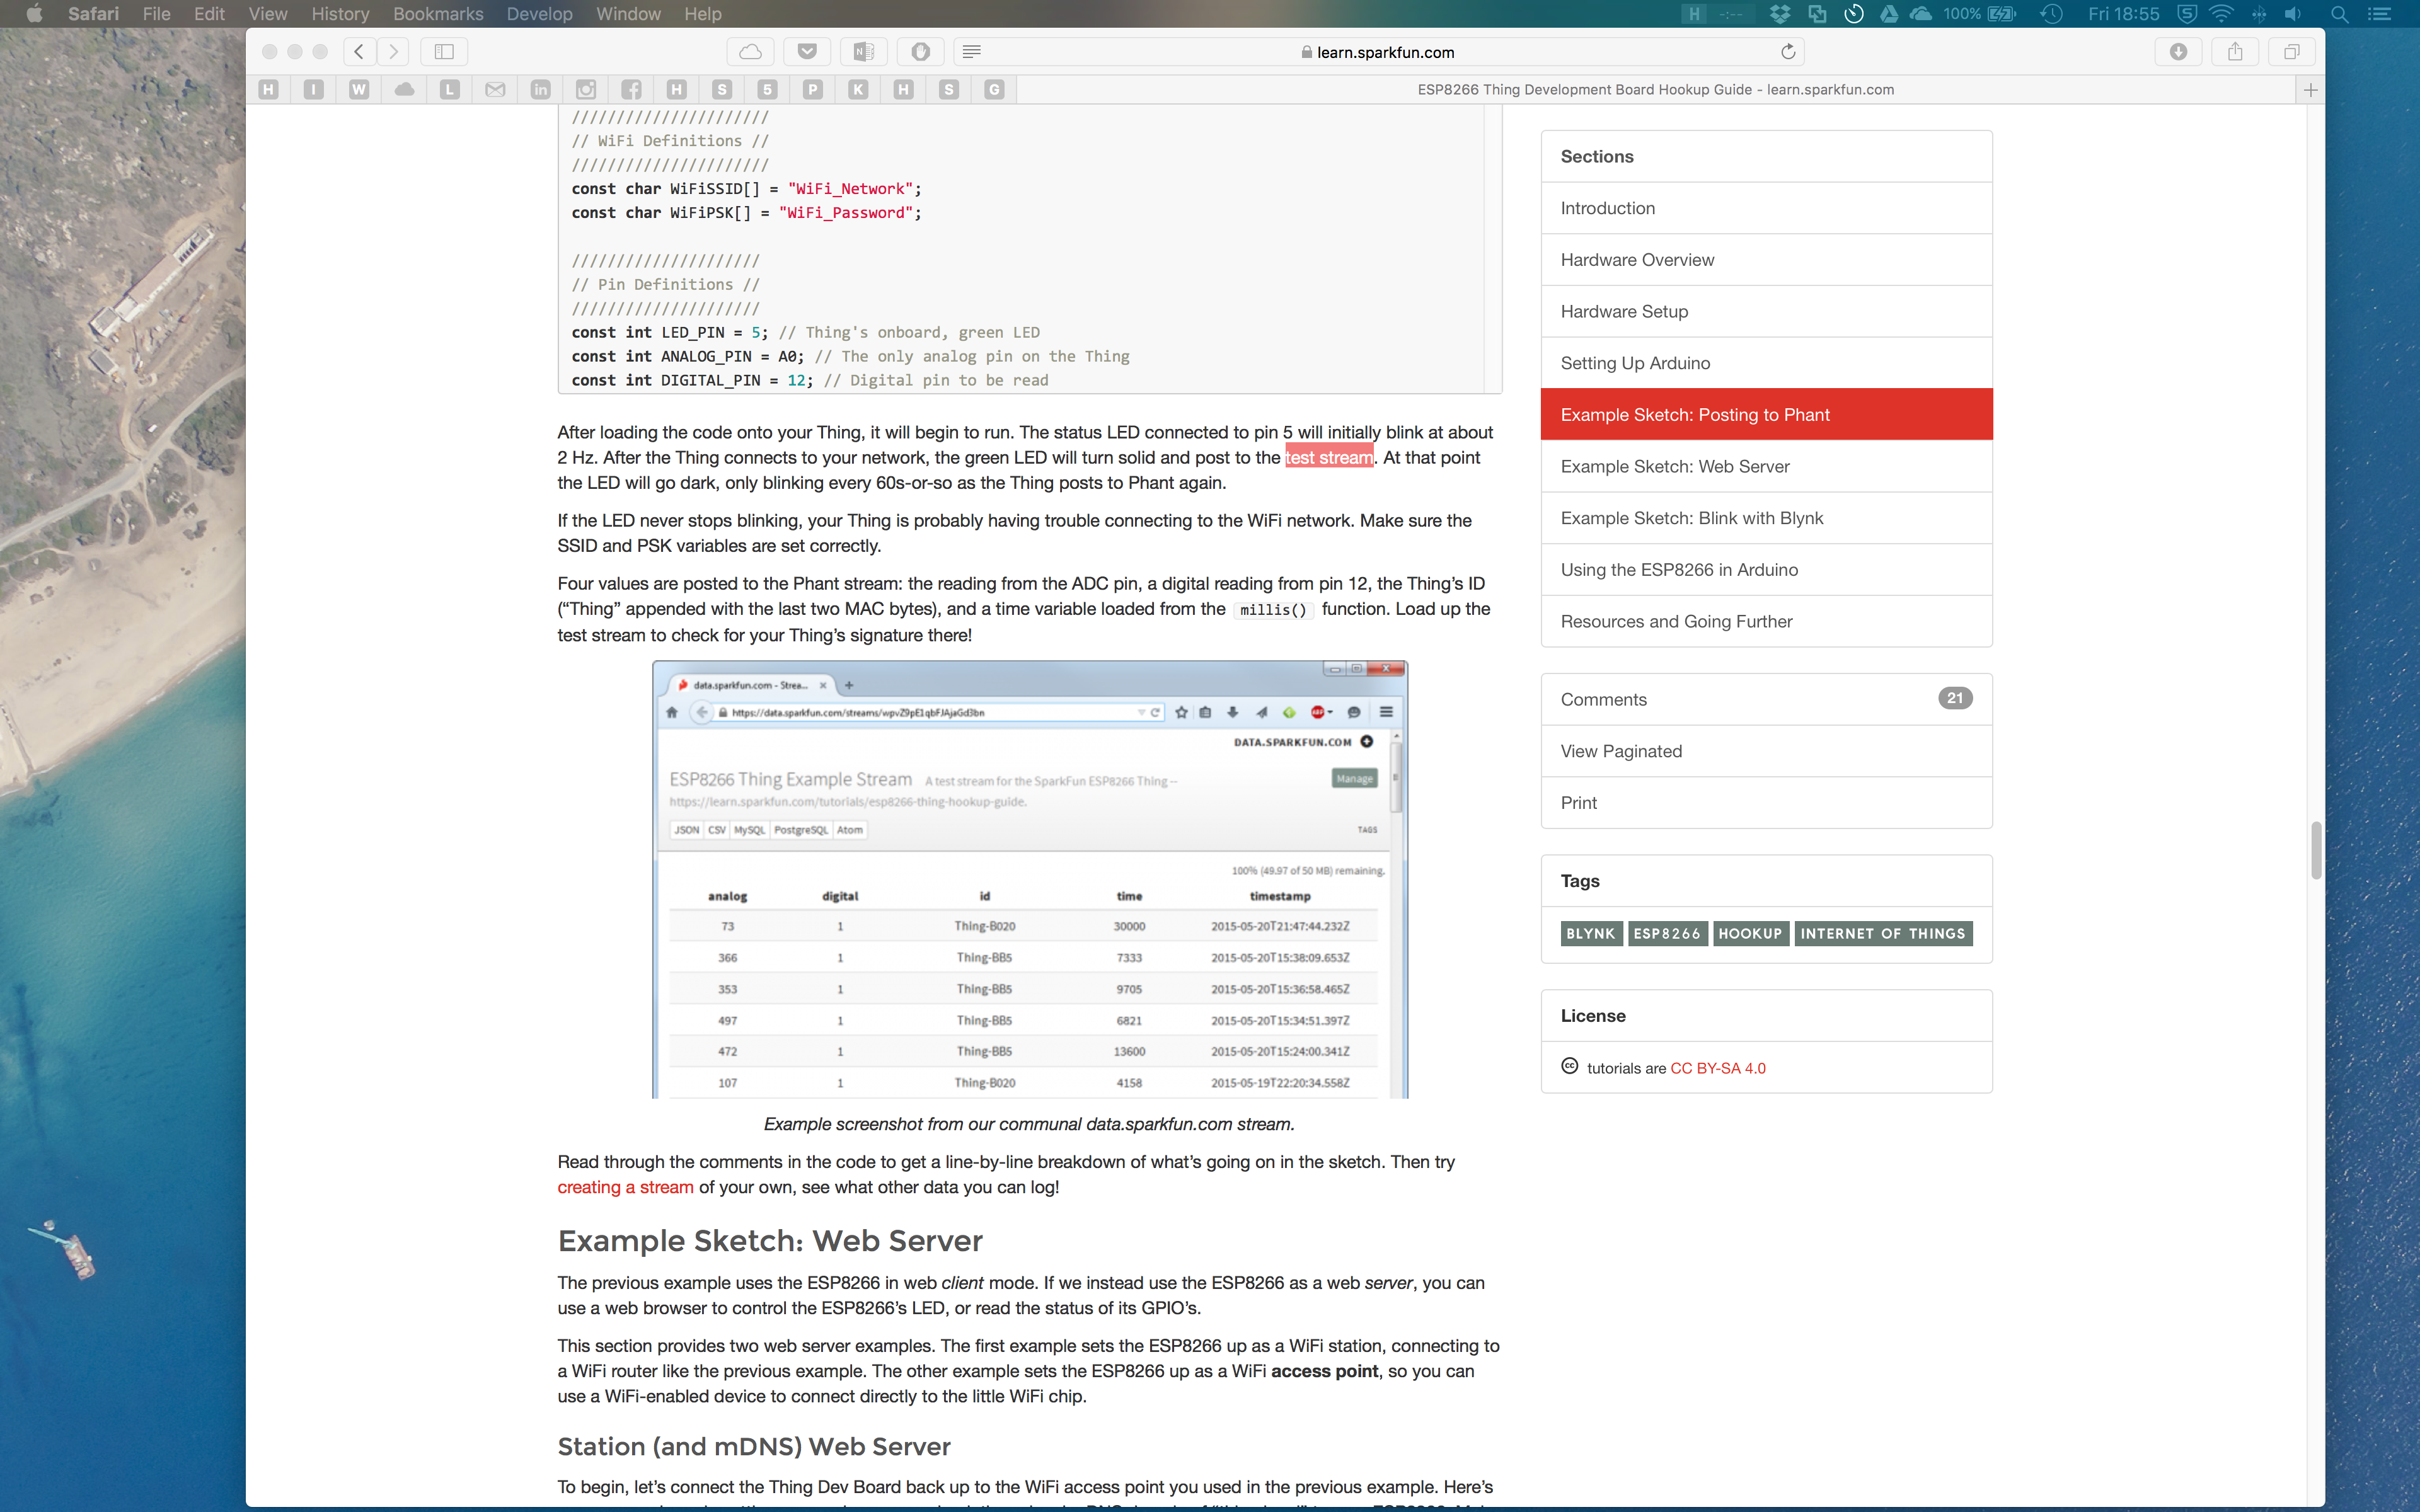 Safari File Edit View History Bookmarks Develop Window Help
H -:-- 100% Fri 18:55
learn.sparkfun.com
H I W L in H S 5 P K H S G
ESP8266 Thing Development Board Hookup Guide - learn.sparkfun.com
//////////////////////
// WiFi Definitions //
//////////////////////
const char WiFiSSID[] = "WiFi_Network";
const char WiFiPSK[] = "WiFi_Password";
/////////////////////
// Pin Definitions //
/////////////////////
const int LED_PIN = 5; // Thing's onboard, green LED
const int ANALOG_PIN = A0; // The only analog pin on the Thing
const int DIGITAL_PIN = 12; // Digital pin to be read
After loading the code onto your Thing, it will begin to run. The status LED connected to pin 5 will initially blink at about
2 Hz. After the Thing connects to your network, the green LED will turn solid and post to the test stream. At that point
the LED will go dark, only blinking every 60s-or-so as the Thing posts to Phant again.
If the LED never stops blinking, your Thing is probably having trouble connecting to the WiFi network. Make sure the
SSID and PSK variables are set correctly.
Four values are posted to the Phant stream: the reading from the ADC pin, a digital reading from pin 12, the Thing’s ID
(“Thing” appended with the last two MAC bytes), and a time variable loaded from the millis() function. Load up the
test stream to check for your Thing’s signature there!
data.sparkfun.com - Strea...
https://data.sparkfun.com/streams/wpvZ9pE1qbFJAjaGd3bn
ABP
DATA.SPARKFUN.COM
ESP8266 Thing Example Stream A test stream for the SparkFun ESP8266 Thing --
https://learn.sparkfun.com/tutorials/esp8266-thing-hookup-guide.
Manage
JSON CSV MySQL PostgreSQL Atom
TAGS
100% (49.97 of 50 MB) remaining.
analog digital id time timestamp
73 1 Thing-B020 30000 2015-05-20T21:47:44.232Z
366 1 Thing-BB5 7333 2015-05-20T15:38:09.653Z
353 1 Thing-BB5 9705 2015-05-20T15:36:58.465Z
497 1 Thing-BB5 6821 2015-05-20T15:34:51.397Z
472 1 Thing-BB5 13600 2015-05-20T15:24:00.341Z
107 1 Thing-B020 4158 2015-05-19T22:20:34.558Z
Example screenshot from our communal data.sparkfun.com stream.
Read through the comments in the code to get a line-by-line breakdown of what’s going on in the sketch. Then try
creating a stream of your own, see what other data you can log!
Example Sketch: Web Server
The previous example uses the ESP8266 in web client mode. If we instead use the ESP8266 as a web server, you can
use a web browser to control the ESP8266’s LED, or read the status of its GPIO’s.
This section provides two web server examples. The first example sets the ESP8266 up as a WiFi station, connecting to
a WiFi router like the previous example. The other example sets the ESP8266 up as a WiFi access point, so you can
use a WiFi-enabled device to connect directly to the little WiFi chip.
Station (and mDNS) Web Server
To begin, let’s connect the Thing Dev Board back up to the WiFi access point you used in the previous example. Here’s
Sections
Introduction
Hardware Overview
Hardware Setup
Setting Up Arduino
Example Sketch: Posting to Phant
Example Sketch: Web Server
Example Sketch: Blink with Blynk
Using the ESP8266 in Arduino
Resources and Going Further
Comments 21
View Paginated
Print
Tags
BLYNK ESP8266 HOOKUP INTERNET OF THINGS
License
cc tutorials are CC BY-SA 4.0